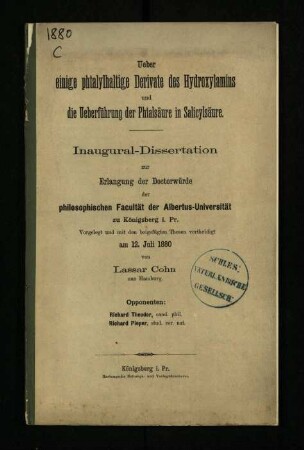 1880
C
Ueber
einige phtalylhaltige Derivate des Hydroxylamins
und
die Ueberführung der Phtalsäure in Salicylsäure.
Inaugural-Dissertation
zur
Erlangung der Doctorwürde
der
philosophischen Facultät der Albertus-Universität
zu Königsberg i. Pr.
Vorgelegt und mit den beigefügten Thesen vertheidigt
am 12. Juli 1880
von
Lassar Cohn
aus Hamburg.
SCHLES.
VATERLÄNDISCHE
GESELLSCH.
Opponenten:
Richard Theodor, cand. phil.
Richard Pieper, stud. rer. nat.
Königsberg i. Pr.